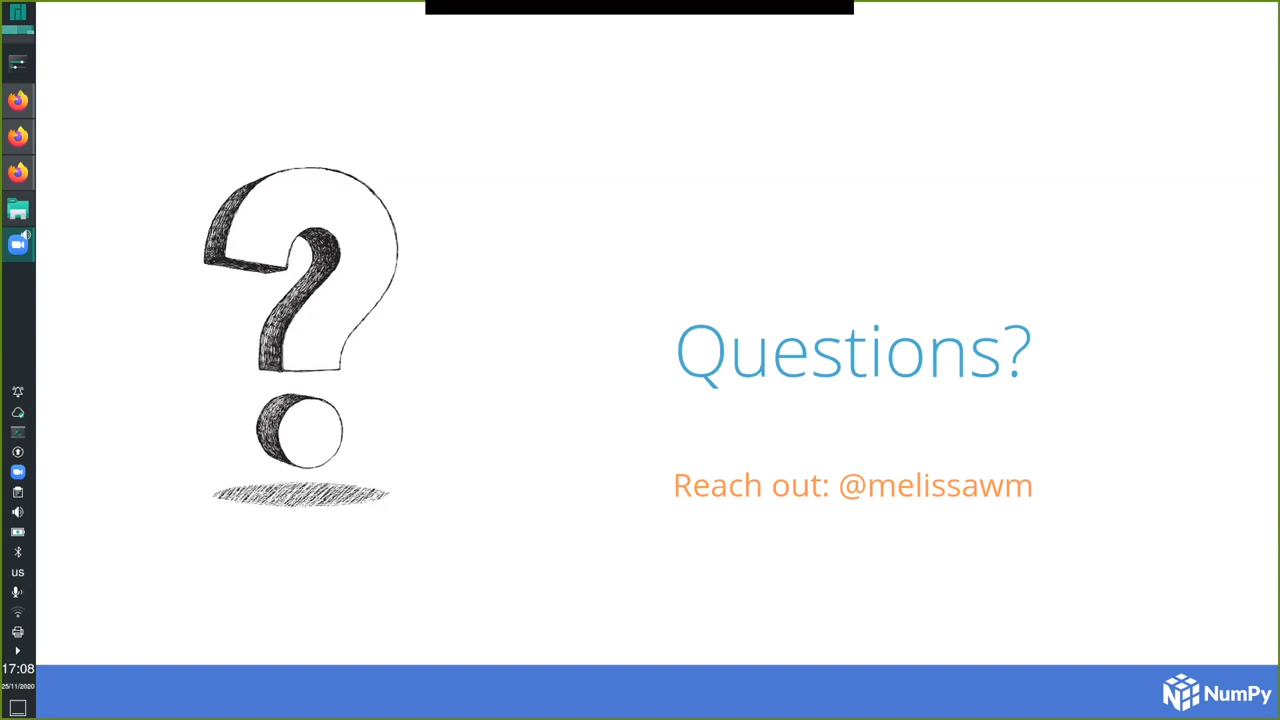 Questions?
Reach out: @melissawm
US
17:08
25/11/2020
NumPy